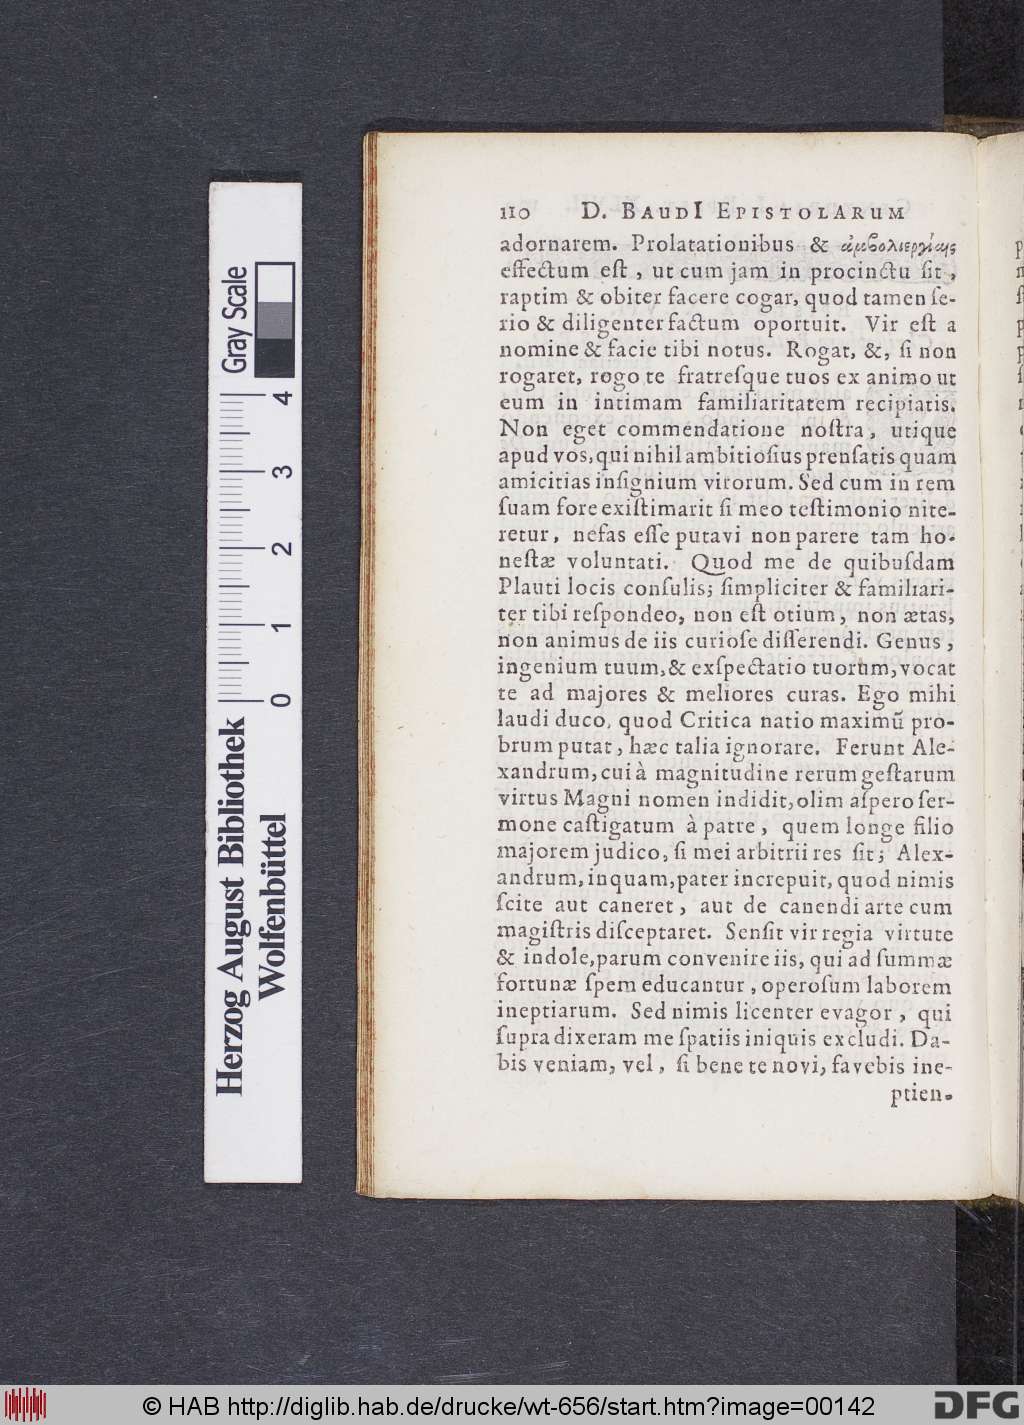 110 D. BAUDI EPISTOLARUM
adornarem. Prolatationibus &
effectum eſt , ut cum jam in procinctu ſit ,
raptim & obiter facere cogar, quod tamen ſe-
rio & diligenter factum oportuit. Vir eſt a
nomine & facie tibi notus. Rogat, &, ſi non
rogaret, rogo te fratreſque tuos ex animo ut
eum in intimam familiaritatem recipiatis.
Non eget commendatione noſtra, utique
apud vos, qui nihil ambitioſius prenſatis quam
amicitias inſignium virorum. Sed cum in rem
ſuam fore exiſtimarit ſi meo teſtimonio nite-
retur, nefas eſſe putavi non parere tam ho-
neſtæ voluntati. Quod me de quibuſdam
Plauti locis conſulis; ſimpliciter & familiari-
ter tibi reſpondeo, non eſt otium, non ætas,
non animus de iis curioſe diſſerendi. Genus ,
ingenium tuum, & exſpectatio tuorum, vocat
te ad majores & meliores curas. Ego mihi
laudi duco, quod Critica natio maximũ pro-
brum putat, hæc talia ignorare. Ferunt Ale-
xandrum, cui à magnitudine rerum geſtarum
virtus Magni nomen indidit, olim aſpero ſer-
mone caſtigatum à patre, quem longe filio
majorem judico, ſi mei arbitrii res ſit; Alex-
andrum, inquam, pater increpuit, quod nimis
ſcite aut caneret, aut de canendi arte cum
magiſtris diſceptaret. Senſit vir regia virtute
& indole, parum convenire iis, qui ad ſummæ
fortunæ ſpem educantur, operoſum laborem
ineptiarum. Sed nimis licenter evagor, qui
ſupra dixeram me ſpatiis iniquis excludi. Da-
bis veniam, vel, ſi bene te novi, favebis ine-
ptien-
Gray Scale
0 1 2 3 4
Herzog August Bibliothek
Wolfenbüttel
© HAB http://diglib.hab.de/drucke/wt-656/start.htm?image=00142
DFG